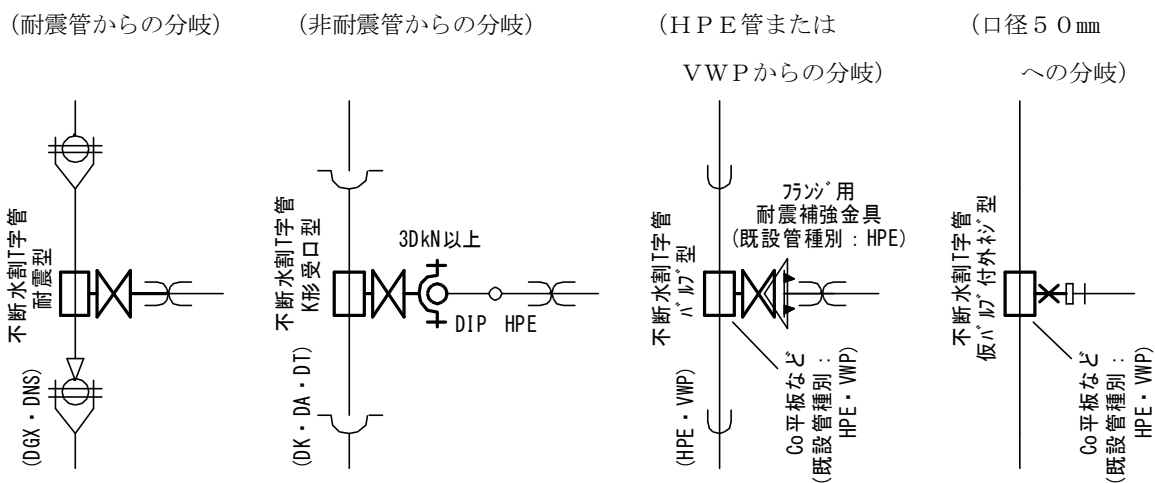 (耐震管からの分岐)
(非耐震管からの分岐)
(HPE管または
VWPからの分岐)
(口径50㎜
への分岐)
不断水割T字管
耐震型
(DGX・DNS)
不断水割T字管
K形受口型
(DK・DA・DT)
3DkN以上
DIP HPE
不断水割T字管
バルブ型
(HPE・VWP)
フランジ用
耐震補強金具
(既設管種別:HPE)
Co平板など
(既設管種別:
HPE・VWP)
不断水割T字管
仮バルブ付外ネジ型
Co平板など
(既設管種別:
HPE・VWP)